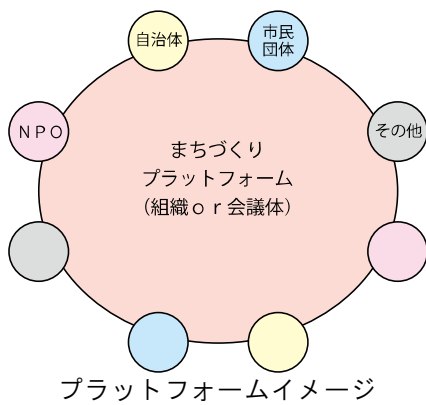 自治体
市民
団体
ＮＰＯ
その他
まちづくり
プラットフォーム
（組織ｏｒ会議体）
プラットフォームイメージ